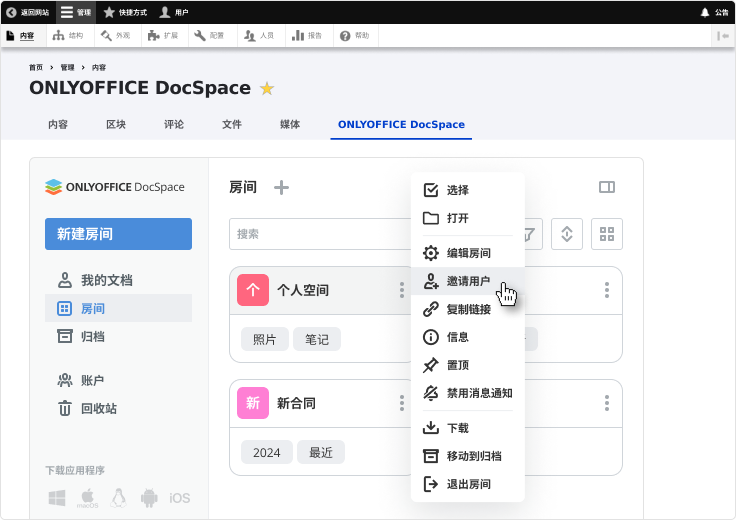 返回网站 管理 快捷方式 用户 公告
内容 结构 外观 扩展 配置 人员 报告 帮助
首页 > 管理 > 内容
ONLYOFFICE DocSpace
内容 区块 评论 文件 媒体 ONLYOFFICE DocSpace
ONLYOFFICE DocSpace
新建房间
我的文档
房间
归档
账户
回收站
下载应用程序
macOS iOS
房间
搜索
个 个人空间
照片 笔记
新 新合同
2024 最近
选择
打开
编辑房间
邀请用户
复制链接
信息
置顶
禁用消息通知
下载
移动到归档
退出房间